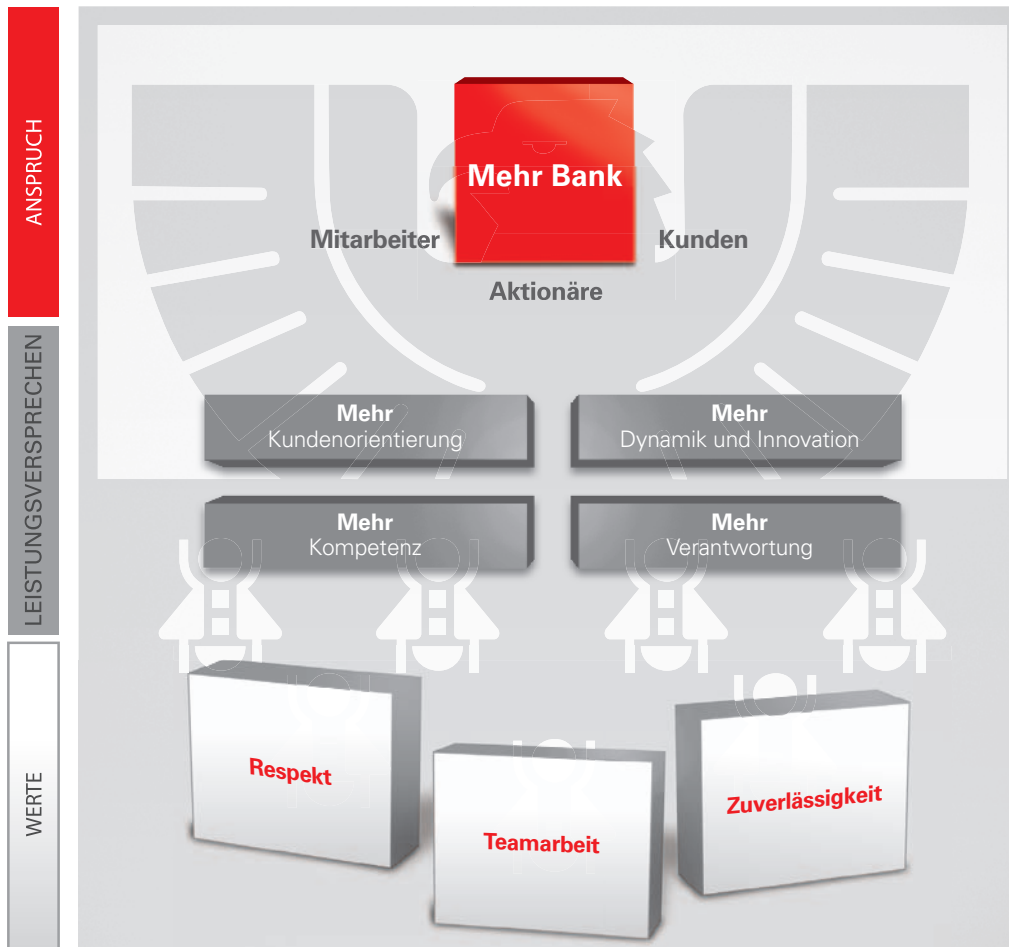 ANSPRUCH
Mehr Bank
Mitarbeiter
Kunden
Aktionäre
LEISTUNGSVERSPRECHEN
Mehr
Kundenorientierung
Mehr
Dynamik und Innovation
Mehr
Kompetenz
Mehr
Verantwortung
WERTE
Respekt
Teamarbeit
Zuverlässigkeit